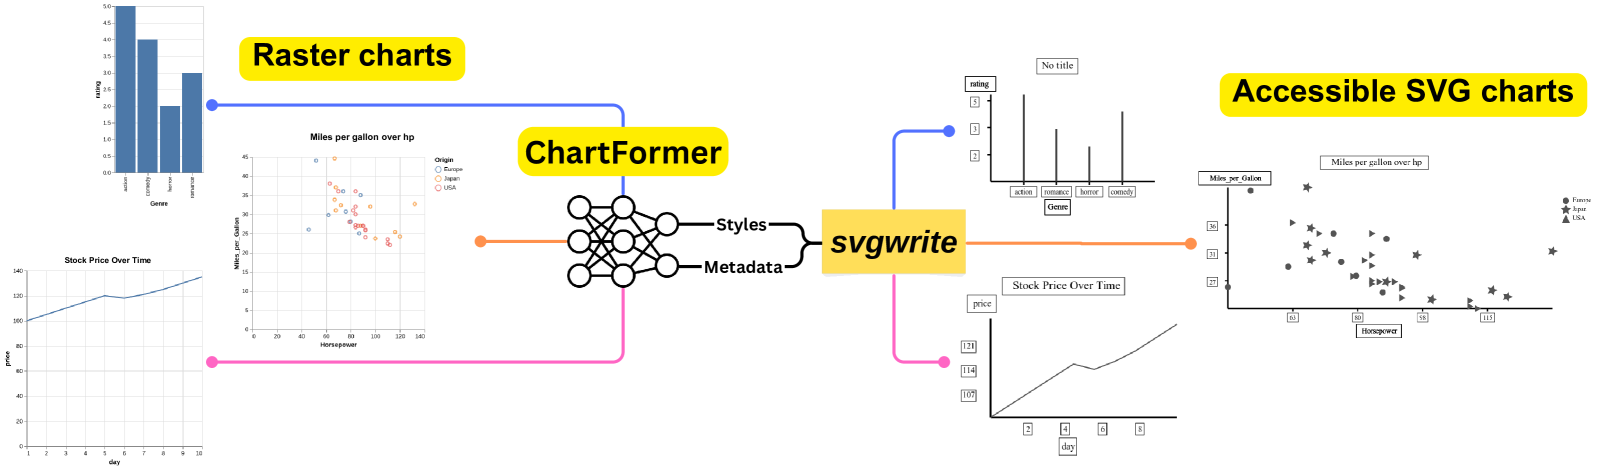 Raster charts
5.0
4.5
4.0
3.5
3.0
2.5
2.0
1.5
1.0
0.5
0.0
rating
action
comedy
horror
romance
Genre
Miles per gallon over hp
45
40
35
30
25
20
15
10
5
0
Miles_per_Gallon
0 20 40 60 80 100 120 140
Horsepower
Origin
Europe
Japan
USA
Stock Price Over Time
140
120
100
80
60
40
20
0
price
1 2 3 4 5 6 7 8 9 10
day
ChartFormer
Styles
Metadata
svgwrite
No title
rating
5
3
2
action romance horror comedy
Genre
Stock Price Over Time
price
121
114
107
2 4 6 8
day
Accessible SVG charts
Miles per gallon over hp
Miles_per_Gallon
36
31
27
63 80 98 115
Horsepower
Europe
Japan
USA